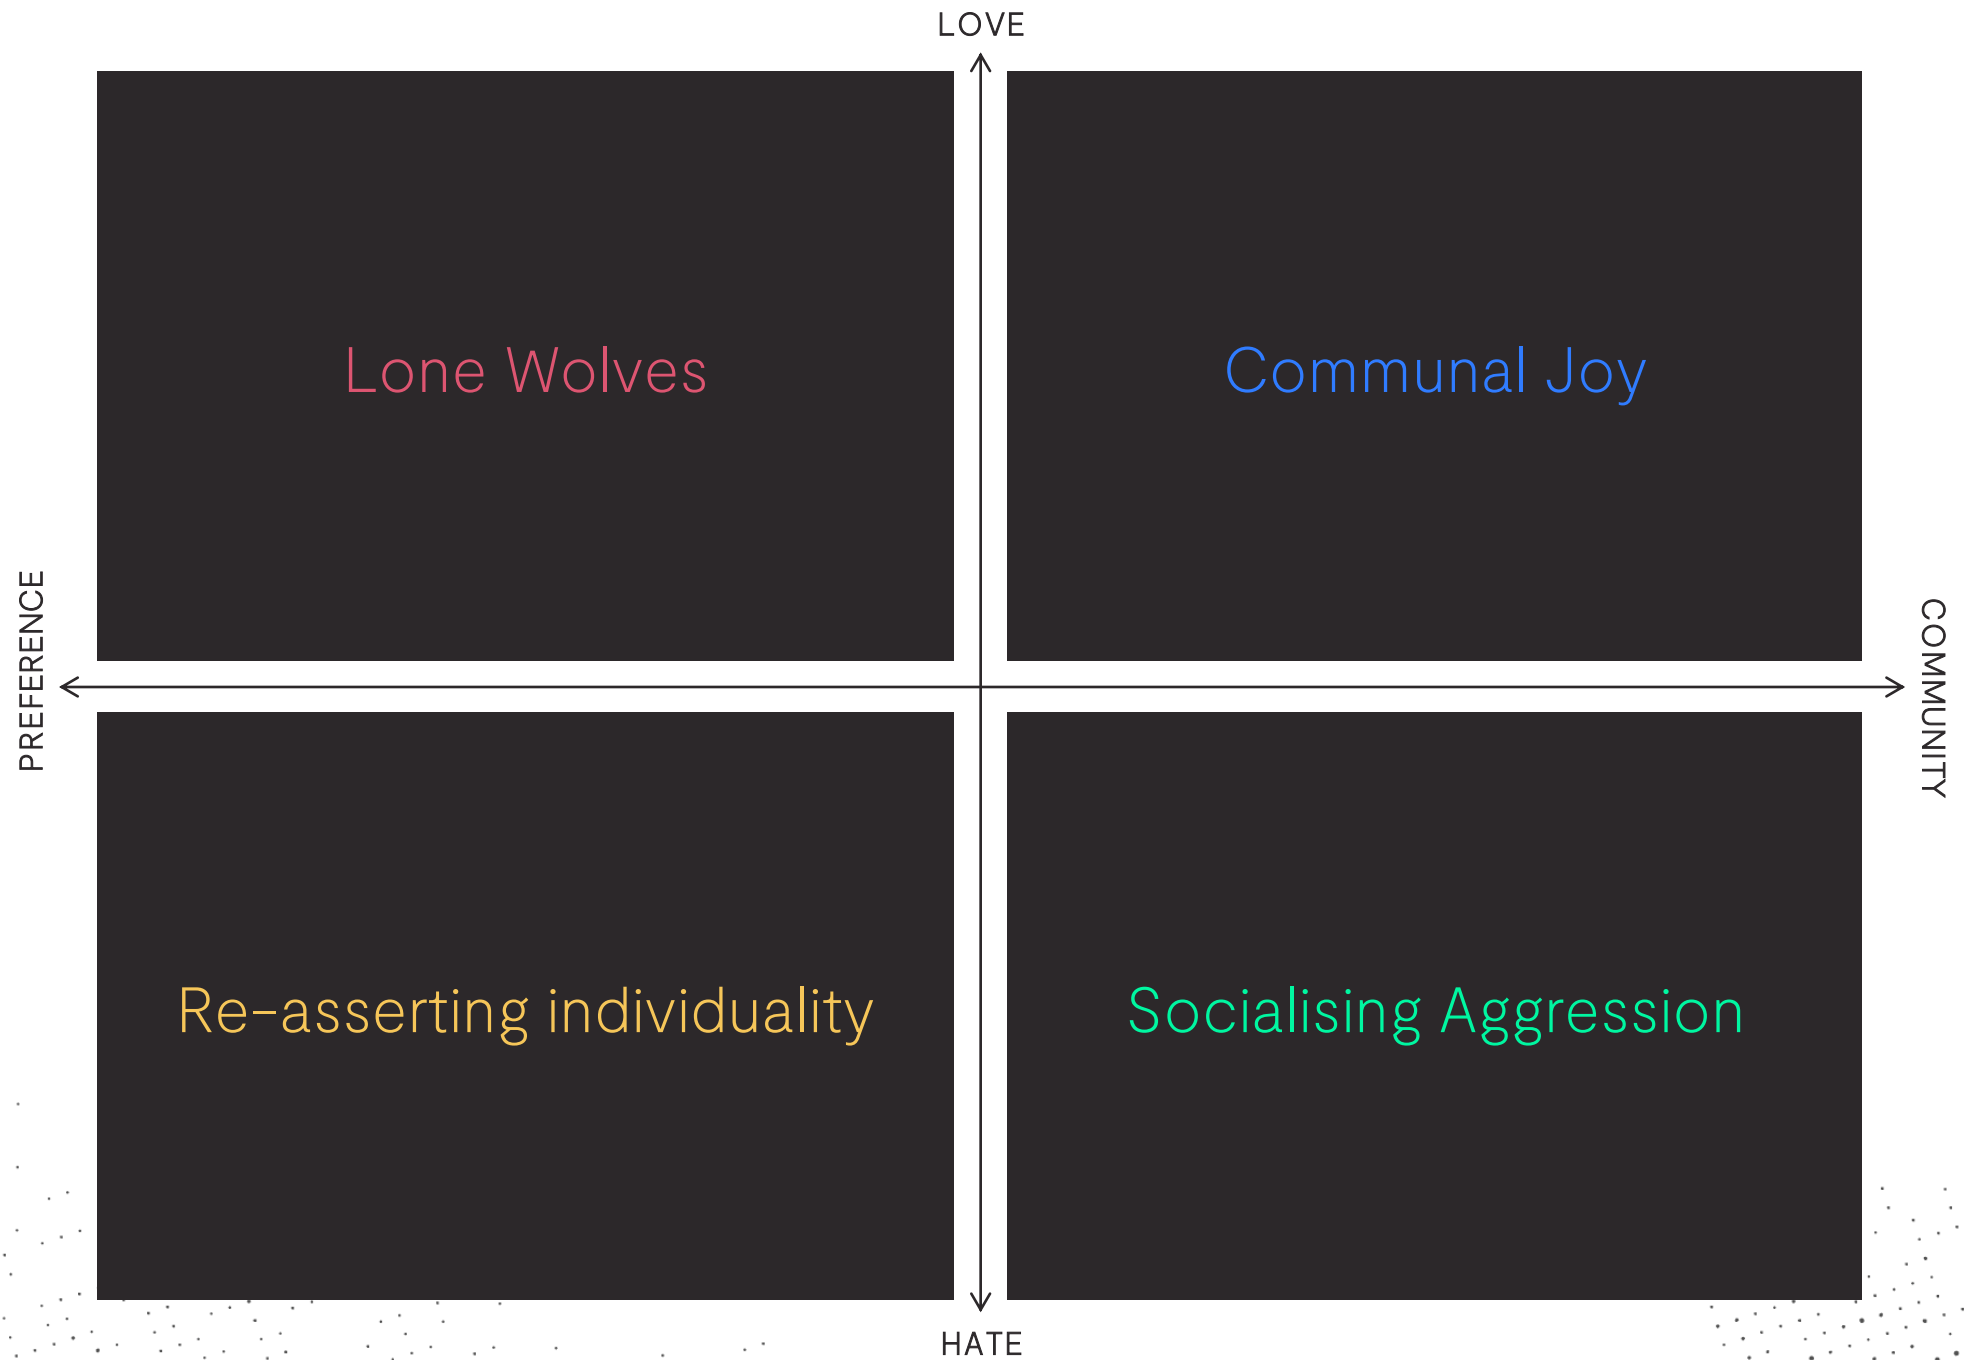 LOVE
Lone Wolves
Communal Joy
PREFERENCE
COMMUNITY
Re-asserting individuality
Socialising Aggression
HATE